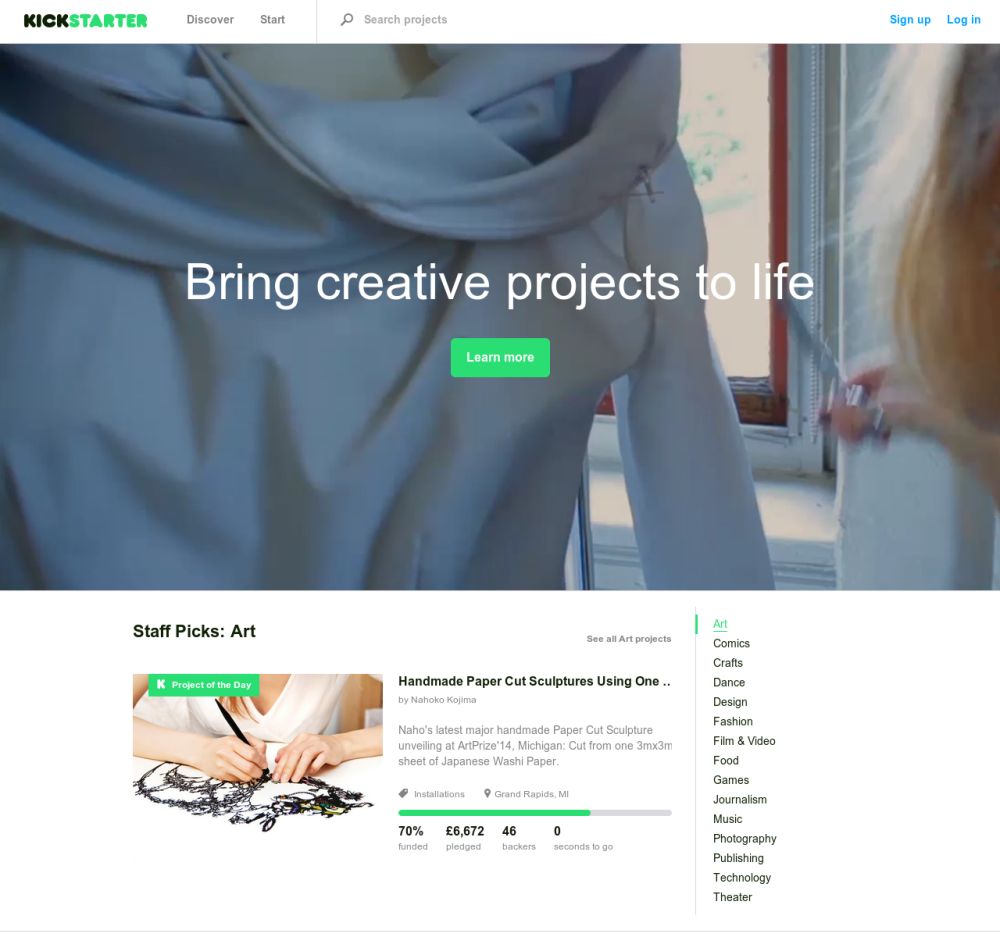 KICKSTARTER
Discover
Start
Search projects
Sign up
Log in
Bring creative projects to life
Learn more
Staff Picks: Art
See all Art projects
Project of the Day
Handmade Paper Cut Sculptures Using One ..
by Nahoko Kojima
Naho's latest major handmade Paper Cut Sculpture
unveiling at ArtPrize'14, Michigan: Cut from one 3mx3m
sheet of Japanese Washi Paper.
Installations
Grand Rapids, MI
70% £6,672 46 0
funded pledged backers seconds to go
Art
Comics
Crafts
Dance
Design
Fashion
Film & Video
Food
Games
Journalism
Music
Photography
Publishing
Technology
Theater